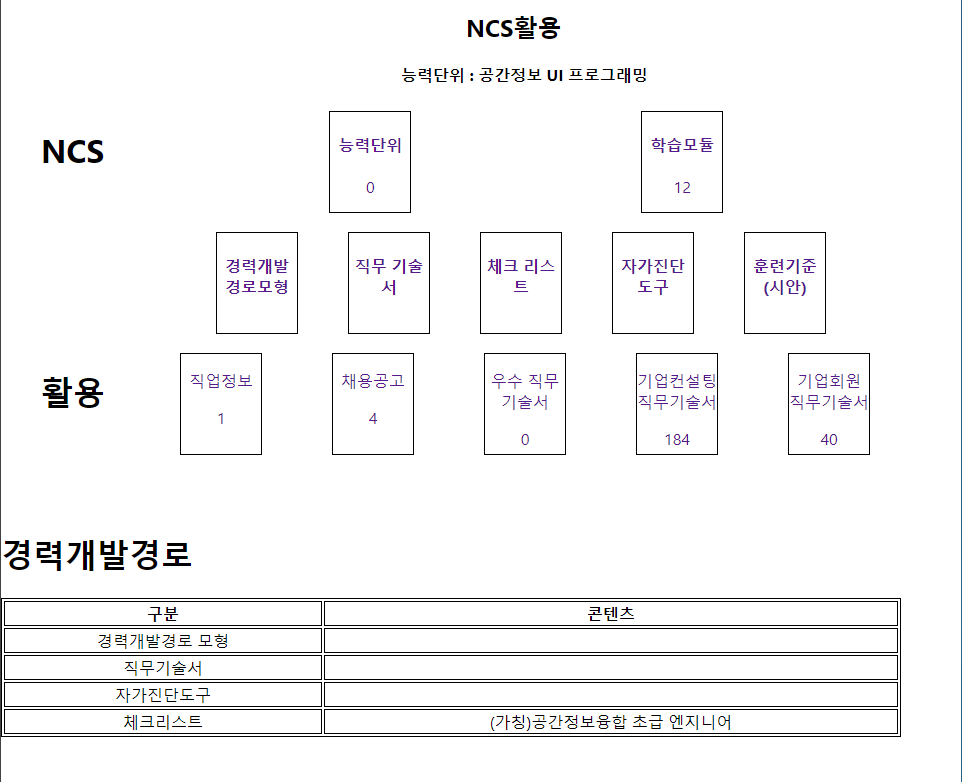 NCS활용
능력단위 : 공간정보 UI 프로그래밍
NCS
능력단위
0
학습모듈
12
경력개발
경로모형
직무 기술
서
체크 리스
트
자가진단
도구
훈련기준
(시안)
활용
직업정보
1
채용공고
4
우수 직무
기술서
0
기업컨설팅
직무기술서
184
기업회원
직무기술서
40
경력개발경로
구분 콘텐츠
경력개발경로 모형
직무기술서
자가진단도구
체크리스트 (가칭)공간정보융합 초급 엔지니어